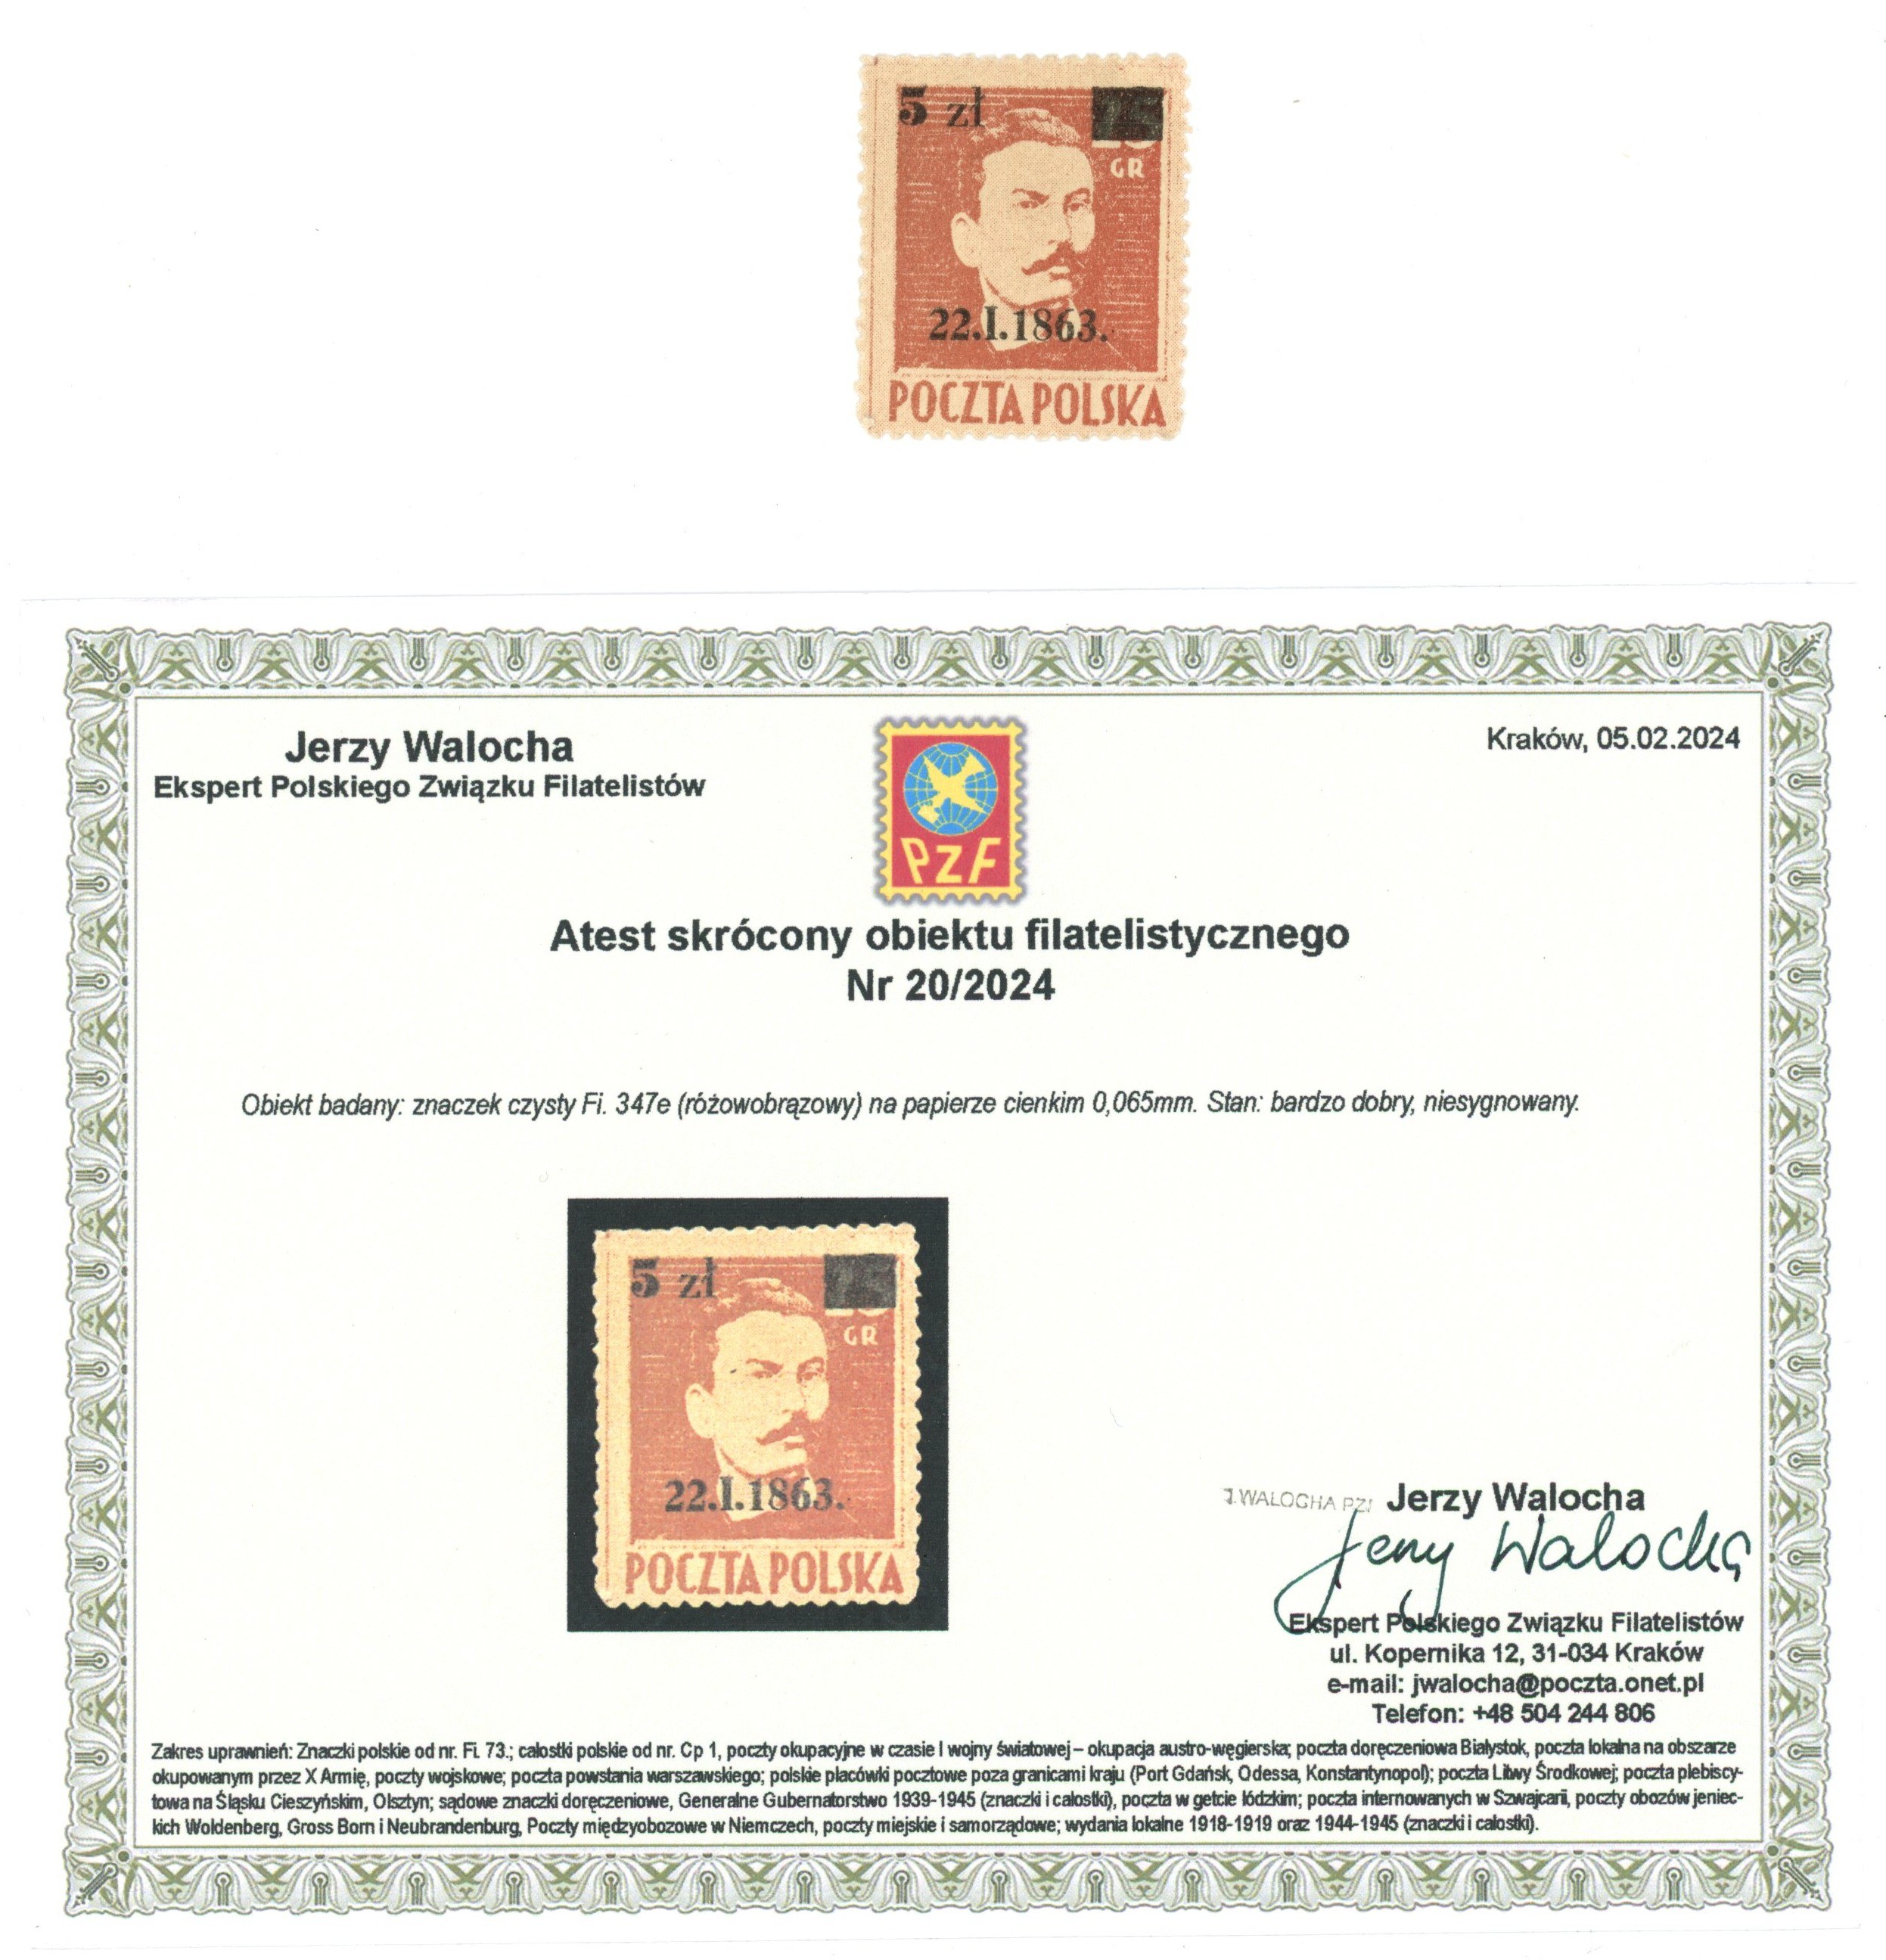 5 zł 25
GR
22.I.1863.
POCZTA POLSKA
Jerzy Walocha
Ekspert Polskiego Związku Filatelistów
Kraków, 05.02.2024
PZF
Atest skrócony obiektu filatelistycznego
Nr 20/2024
Obiekt badany: znaczek czysty Fi. 347e (różowobrązowy) na papierze cienkim 0,065mm. Stan: bardzo dobry, niesygnowany.
5 zł 25
GR
22.I.1863.
POCZTA POLSKA
J.WALOCHA PZF Jerzy Walocha
Jerzy Walocha
Ekspert Polskiego Związku Filatelistów
ul. Kopernika 12, 31-034 Kraków
e-mail: jwalocha@poczta.onet.pl
Telefon: +48 504 244 806
Zakres uprawnień: Znaczki polskie od nr. Fi. 73.; całostki polskie od nr. Cp 1, poczty okupacyjne w czasie I wojny światowej – okupacja austro-węgierska; poczta doręczeniowa Białystok, poczta lokalna na obszarze
okupowanym przez X Armię, poczty wojskowe; poczta powstania warszawskiego; polskie placówki pocztowe poza granicami kraju (Port Gdańsk, Odessa, Konstantynopol); poczta Litwy Środkowej; poczta plebiscy-
towa na Śląsku Cieszyńskim, Olsztyn; sądowe znaczki doręczeniowe, Generalne Gubernatorstwo 1939-1945 (znaczki i całostki), poczta w getcie łódzkim; poczta internowanych w Szwajcarii, poczty obozów jeniec-
kich Woldenberg, Gross Born i Neubrandenburg, Poczty międzyobozowe w Niemczech, poczty miejskie i samorządowe; wydania lokalne 1918-1919 oraz 1944-1945 (znaczki i całostki).